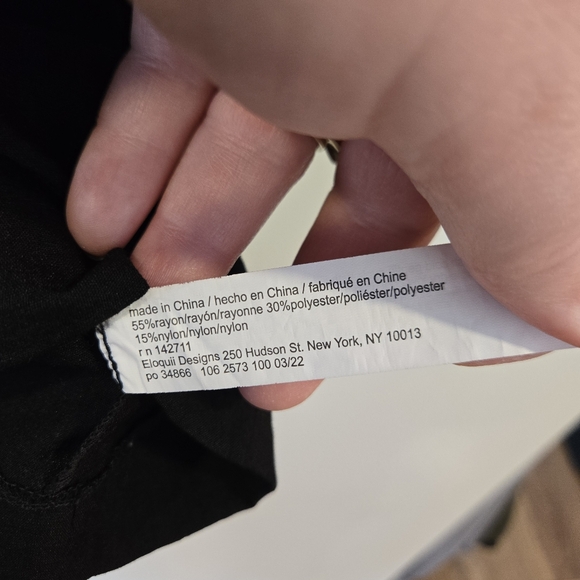 made in China / hecho en China / fabriqué en Chine
55%rayon/rayón/rayonne 30%polyester/poliéster/polyester
15%nylon/nylon/nylon
r n 142711
Eloquii Designs 250 Hudson St. New York, NY 10013
po 34866 106 2573 100 03/22